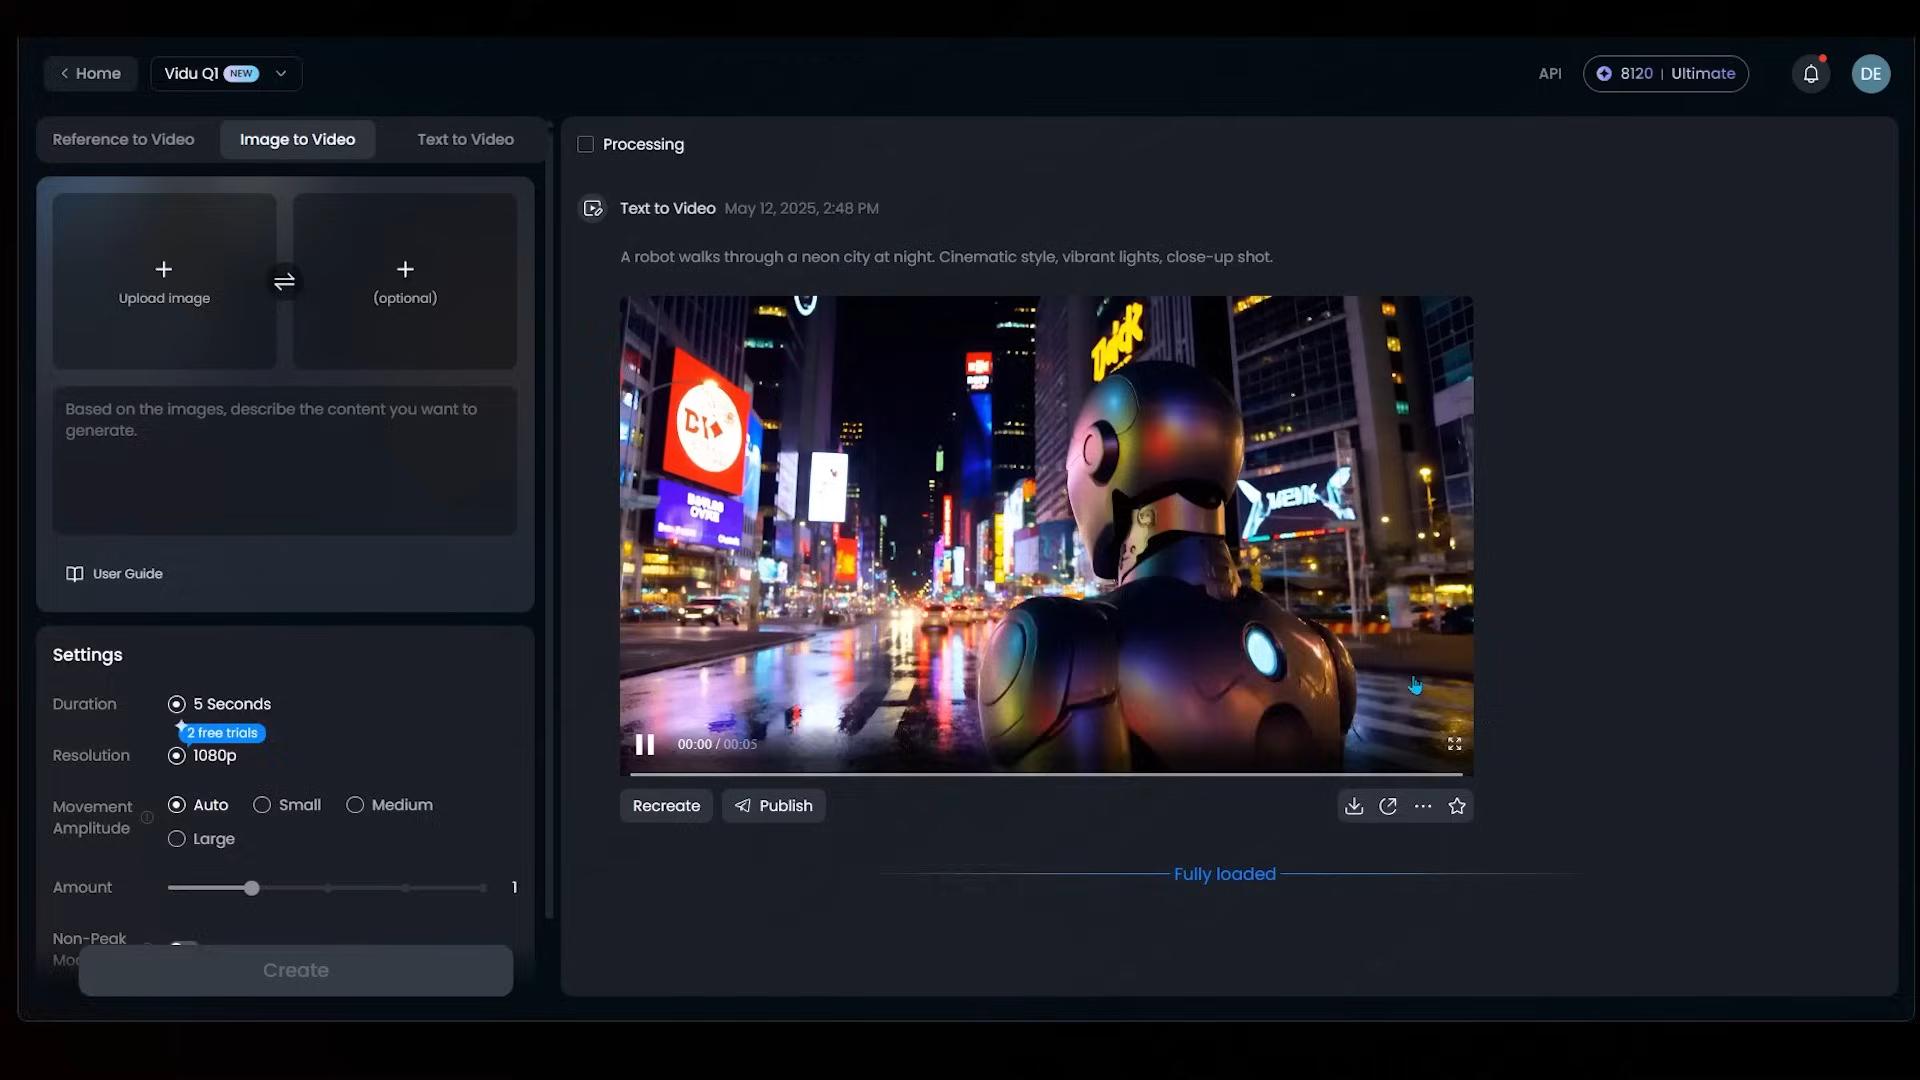 Home
Vidu Q1 NEW
API
8120 | Ultimate
DE
Reference to Video
Image to Video
Text to Video
Upload image
(optional)
Based on the images, describe the content you want to
generate.
User Guide
Settings
Duration
5 Seconds
2 free trials
Resolution
1080p
Movement
Amplitude
Auto
Small
Medium
Large
Amount
1
Non-Peak
Create
Processing
Text to Video May 12, 2025, 2:48 PM
A robot walks through a neon city at night. Cinematic style, vibrant lights, close-up shot.
00:00 / 00:05
Recreate
Publish
Fully loaded